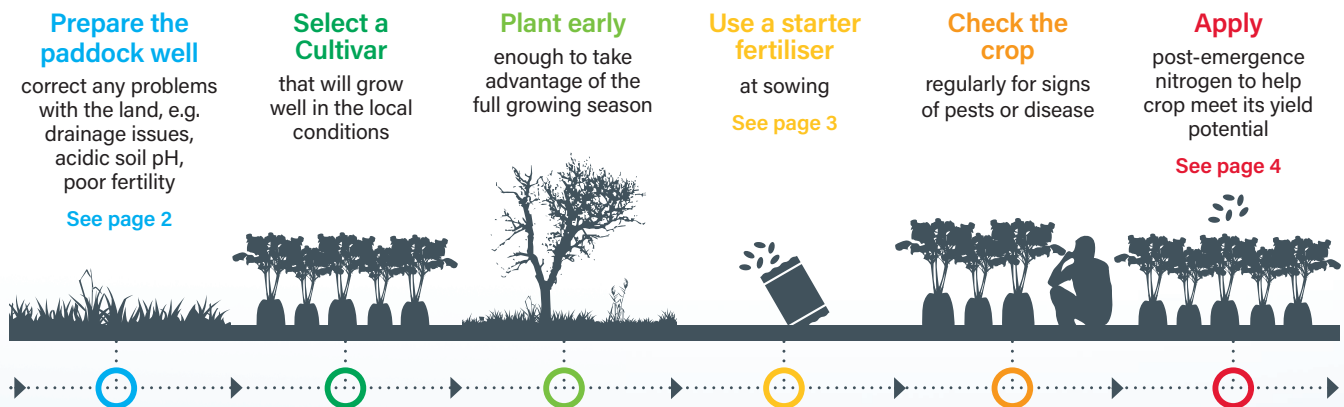 Prepare the
paddock well
correct any problems
with the land, e.g.
drainage issues,
acidic soil pH,
poor fertility
See page 2
Select a
Cultivar
that will grow
well in the local
conditions
Plant early
enough to take
advantage of the
full growing season
Use a starter
fertiliser
at sowing
See page 3
Check the
crop
regularly for signs
of pests or disease
Apply
post-emergence
nitrogen to help
crop meet its yield
potential
See page 4